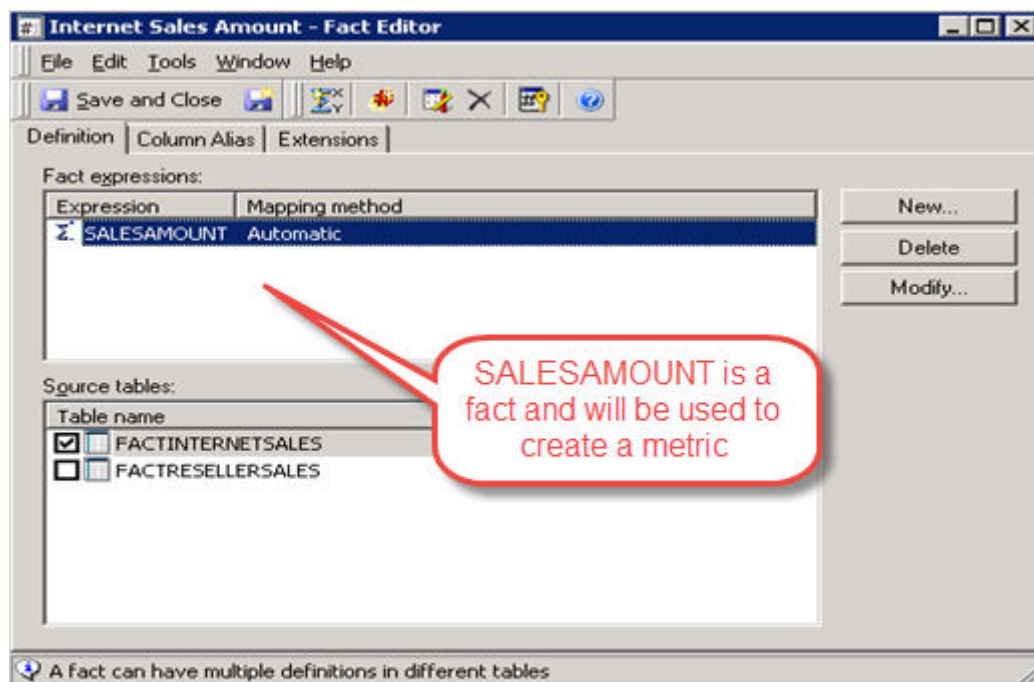 Internet Sales Amount - Fact Editor
File Edit Tools Window Help
Save and Close
Definition Column Alias Extensions
Fact expressions:
Expression Mapping method
SALESAMOUNT Automatic
New...
Delete
Modify...
SALESAMOUNT is a
fact and will be used to
create a metric
Source tables:
Table name
FACTINTERNETSALES
FACTRESELLERSALES
A fact can have multiple definitions in different tables